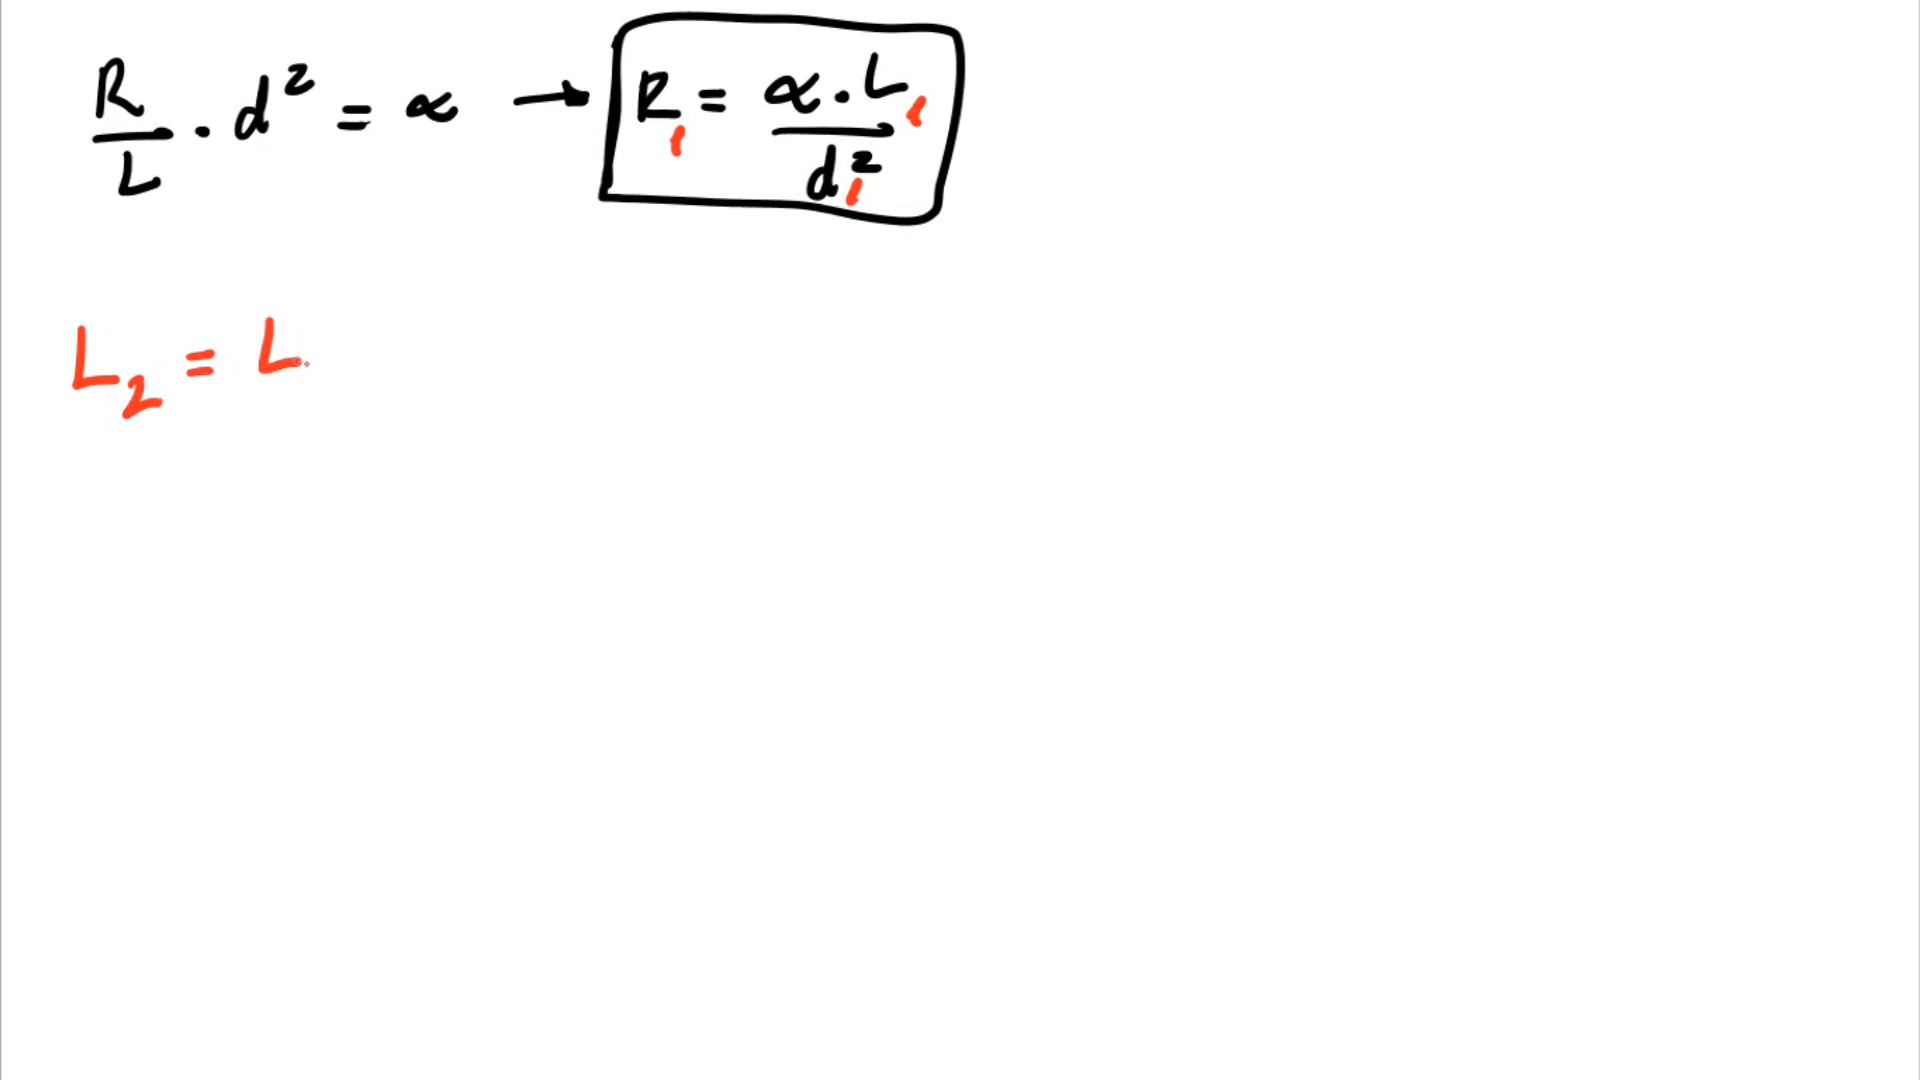 R/L · d² = α → R₁ = α · L₁ / d₁²
L₂ = L